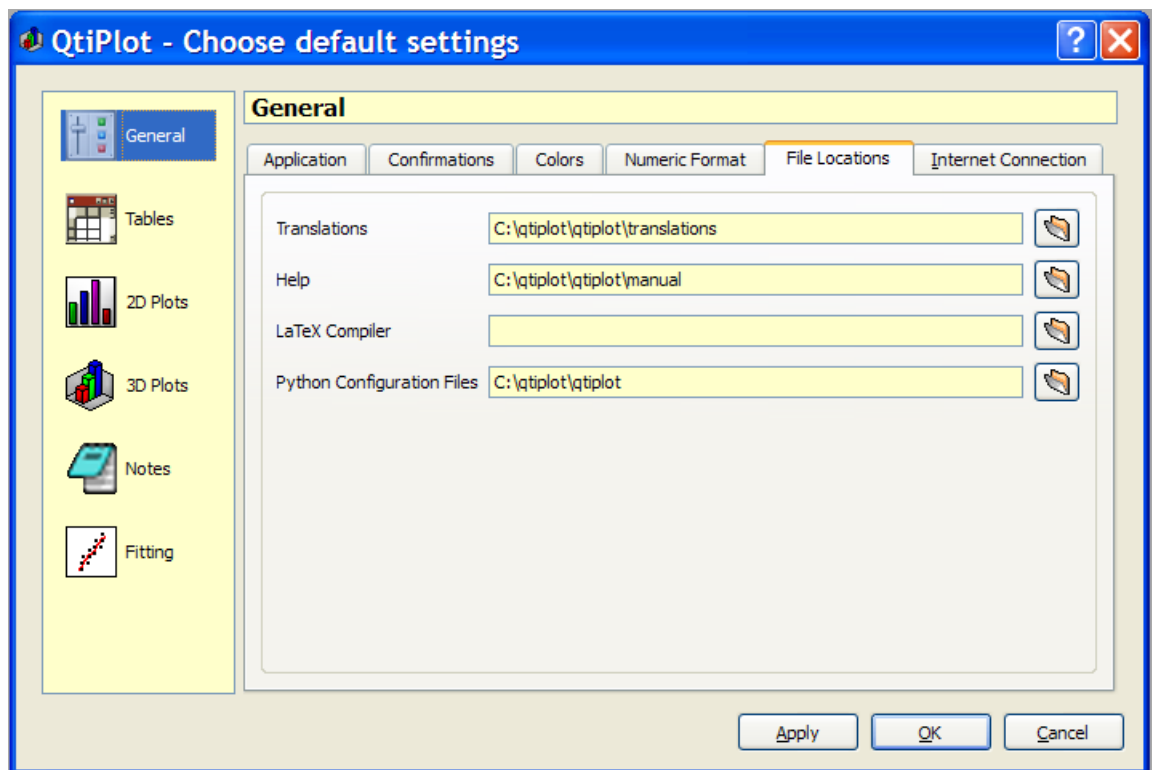 QtiPlot - Choose default settings
General
Tables
2D Plots
3D Plots
Notes
Fitting
General
Application Confirmations Colors Numeric Format File Locations Internet Connection
Translations C:\qtiplot\qtiplot\translations
Help C:\qtiplot\qtiplot\manual
LaTeX Compiler
Python Configuration Files C:\qtiplot\qtiplot
Apply OK Cancel